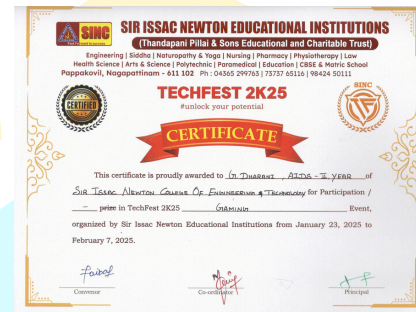 SINC
SIR ISSAC NEWTON EDUCATIONAL INSTITUTIONS
(Thandapani Pillai & Sons Educational and Charitable Trust)
Engineering | Siddha | Naturopathy & Yoga | Nursing | Pharmacy | Physiotherapy | Law
Health Science | Arts & Science | Polytechnic | Paramedical | Education | CBSE & Matric School
Pappakovil, Nagapattinam - 611 102 Ph : 04365 299763 | 73737 65116 | 98424 50111
TECHFEST 2K25
#unlock your potential
CERTIFIED
SINC
CERTIFICATE
This certificate is proudly awarded to G. DHARANI , AIDS - II, YEAR of
SIR ISSAC NEWTON COLLEGE OF ENGINEERING & TECHNOLOGY for Participation /
- prize in TechFest 2K25 GAMING Event,
organized by Sir Issac Newton Educational Institutions from January 23, 2025 to
February 7, 2025.
Faisal
Convenor
Co-ordinator
Principal